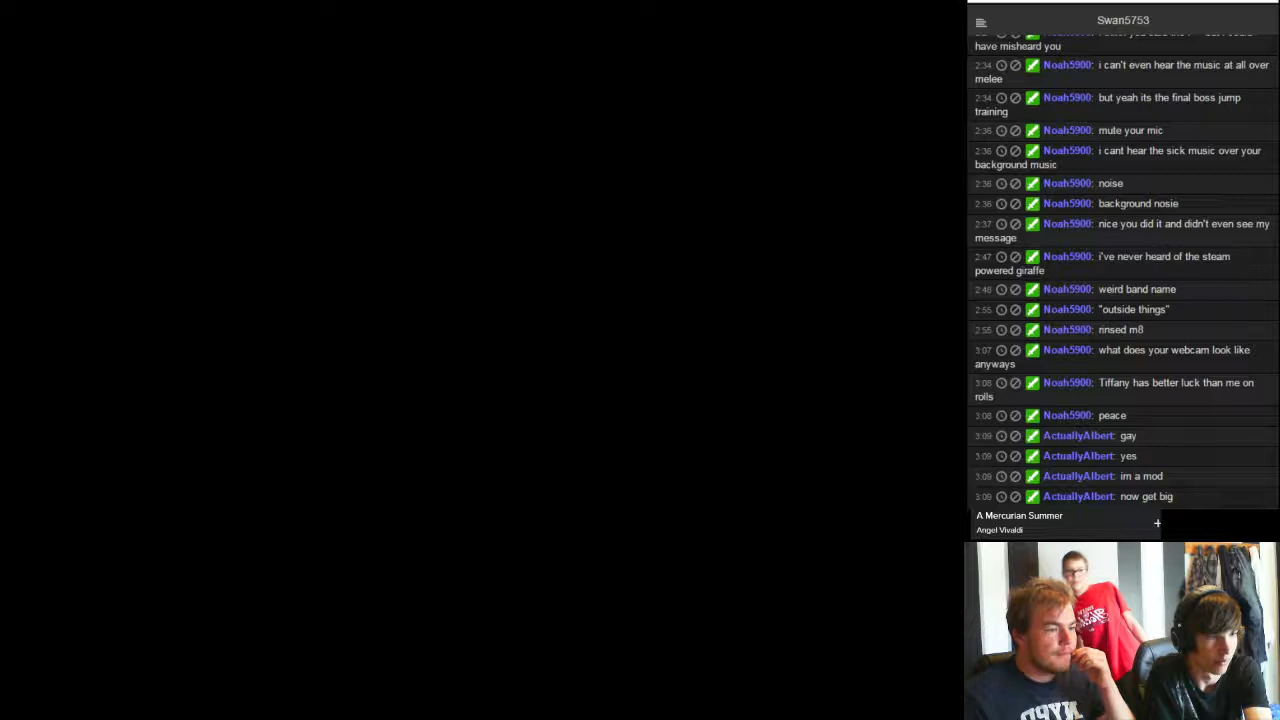 Swan5753
have misheard you
2:34 Noah5900: i can't even hear the music at all over
melee
2:34 Noah5900: but yeah its the final boss jump
training
2:36 Noah5900: mute your mic
2:36 Noah5900: i cant hear the sick music over your
background music
2:36 Noah5900: noise
2:36 Noah5900: background nosie
2:37 Noah5900: nice you did it and didn't even see my
message
2:47 Noah5900: i've never heard of the steam
powered giraffe
2:48 Noah5900: weird band name
2:55 Noah5900: "outside things"
2:55 Noah5900: rinsed m8
3:07 Noah5900: what does your webcam look like
anyways
3:08 Noah5900: Tiffany has better luck than me on
rolls
3:08 Noah5900: peace
3:09 ActuallyAlbert: gay
3:09 ActuallyAlbert: yes
3:09 ActuallyAlbert: im a mod
3:09 ActuallyAlbert: now get big
A Mercurian Summer
+
Angel Vivaldi